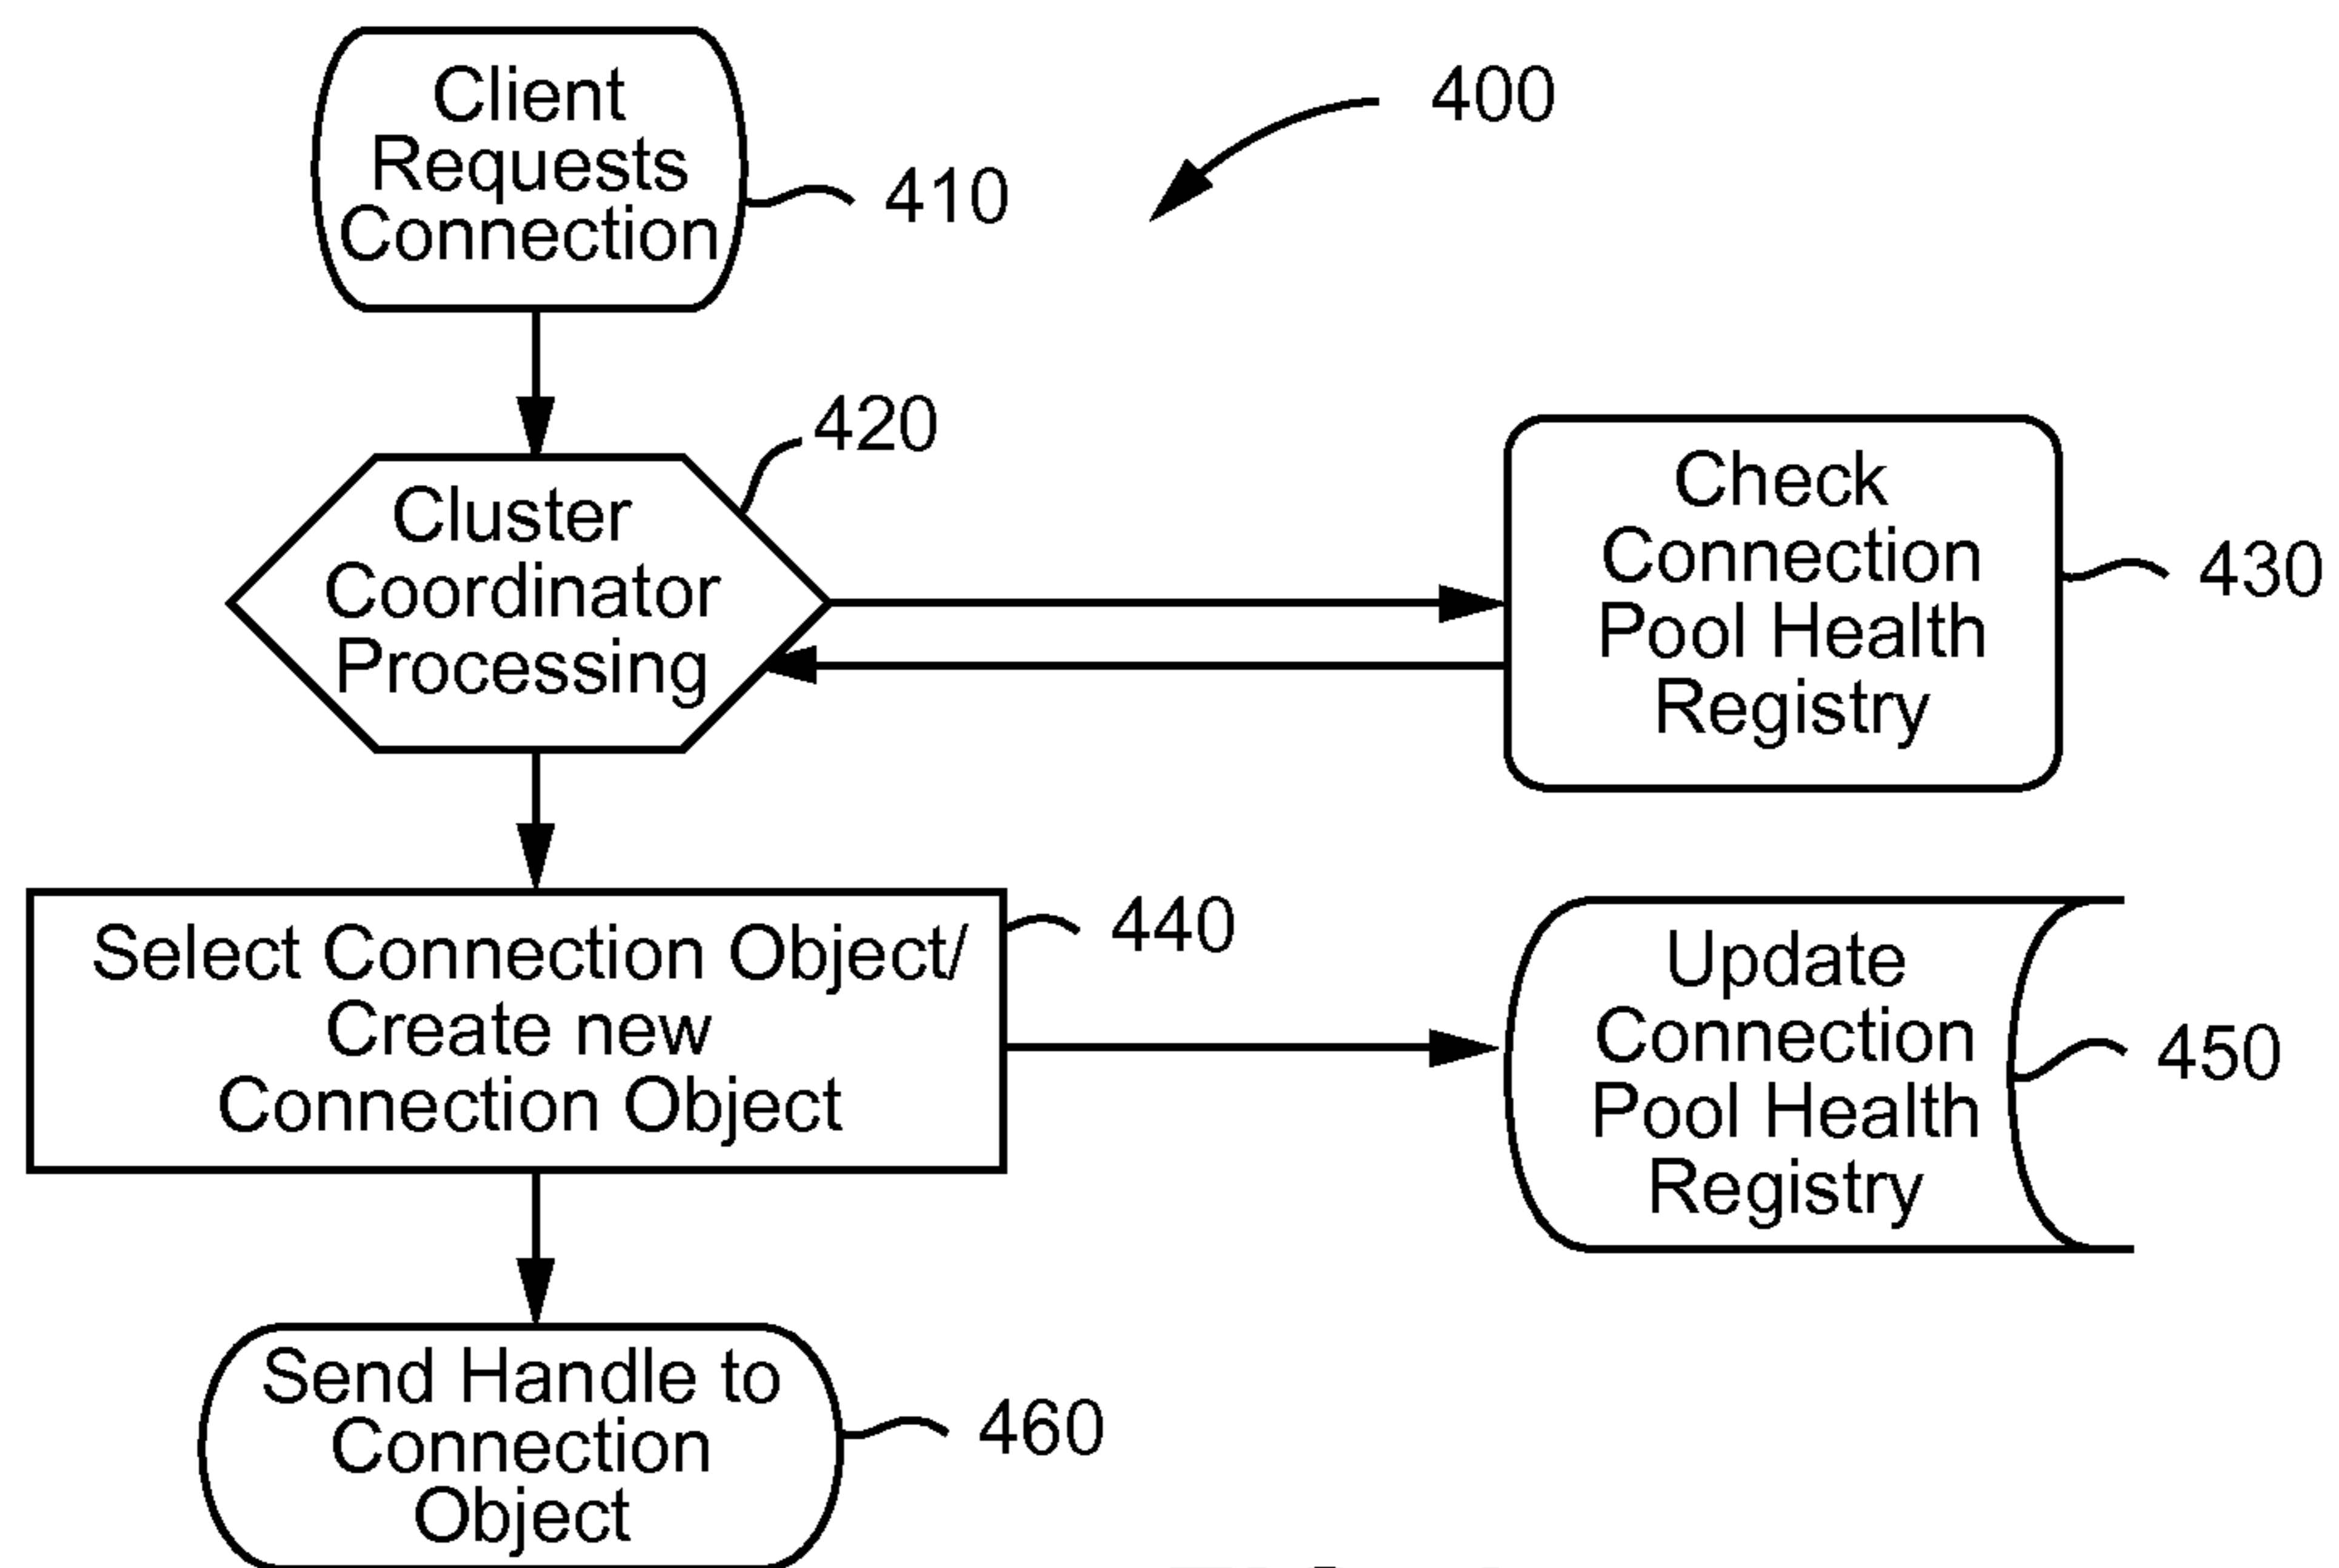 Client
Requests
Connection
400
410
420
Cluster
Coordinator
Processing
Check
Connection
Pool Health
Registry
430
Select Connection Object/
Create new
Connection Object
440
Update
Connection
Pool Health
Registry
450
Send Handle to
Connection
Object
460